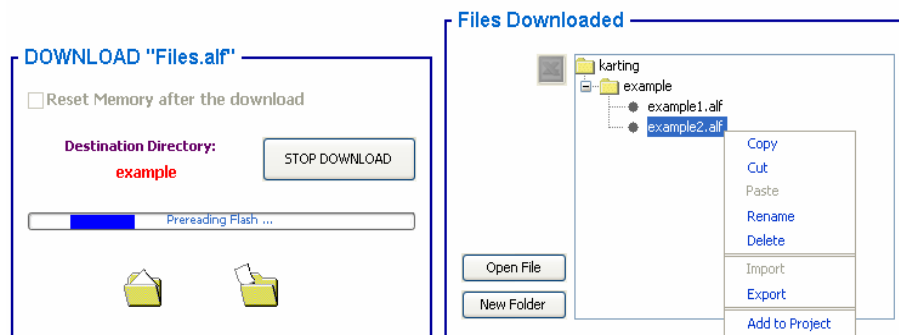 DOWNLOAD "Files.alf"
Reset Memory after the download
Destination Directory:
example
STOP DOWNLOAD
Prereading Flash ...
Files Downloaded
karting
example
example1.alf
example2.alf
Copy
Cut
Paste
Rename
Delete
Import
Export
Add to Project
Open File
New Folder